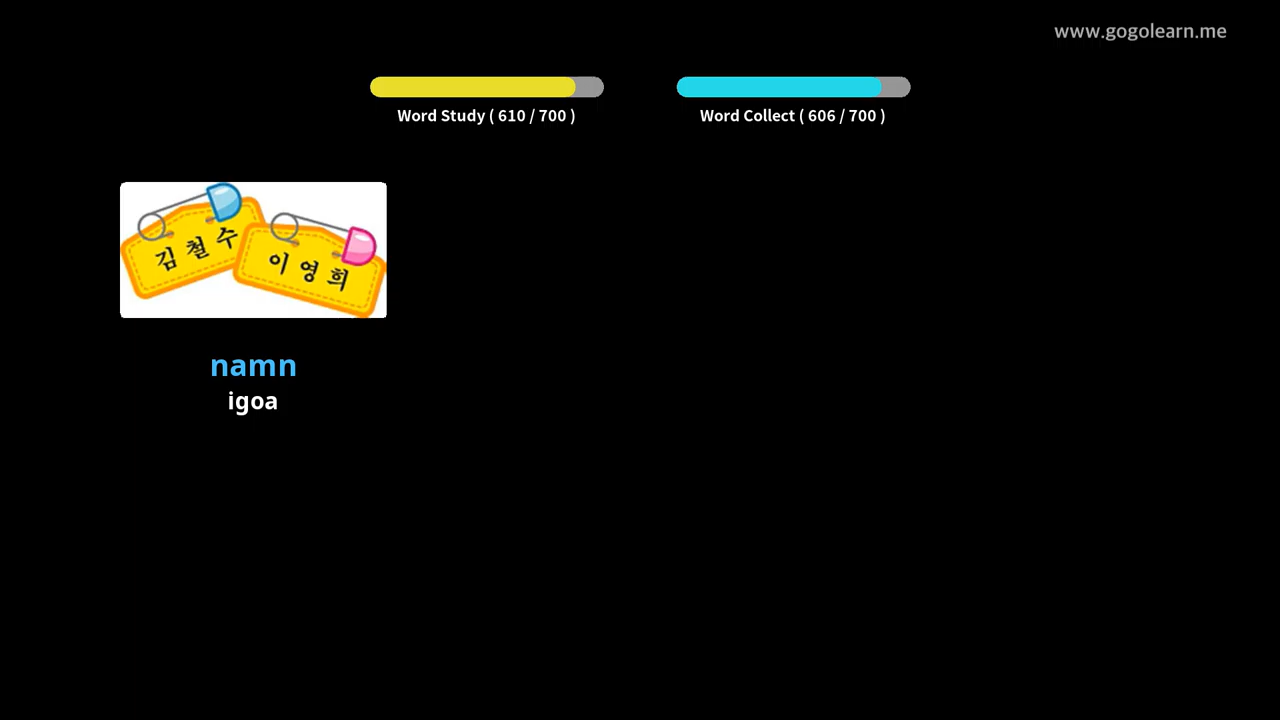 www.gogolearn.me
Word Study ( 610 / 700 )
Word Collect ( 606 / 700 )
김철수
이영희
namn
igoa